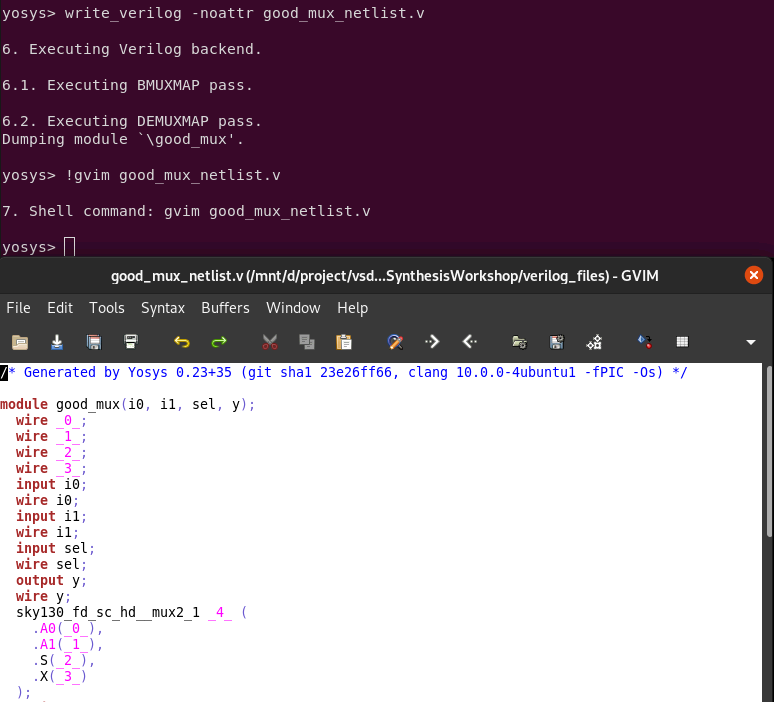 yosys> write_verilog -noattr good_mux_netlist.v
6. Executing Verilog backend.
6.1. Executing BMUXMAP pass.
6.2. Executing DEMUXMAP pass.
Dumping module `\good_mux'.
yosys> !gvim good_mux_netlist.v
7. Shell command: gvim good_mux_netlist.v
yosys>
good_mux_netlist.v (/mnt/d/project/vsd...SynthesisWorkshop/verilog_files) - GVIM
File Edit Tools Syntax Buffers Window Help
/* Generated by Yosys 0.23+35 (git sha1 23e26ff66, clang 10.0.0-4ubuntu1 -fPIC -Os) */
module good_mux(i0, i1, sel, y);
wire _0_;
wire _1_;
wire _2_;
wire _3_;
input i0;
wire i0;
input i1;
wire i1;
input sel;
wire sel;
output y;
wire y;
sky130_fd_sc_hd__mux2_1 _4_ (
.A0(_0_),
.A1(_1_),
.S(_2_),
.X(_3_)
);